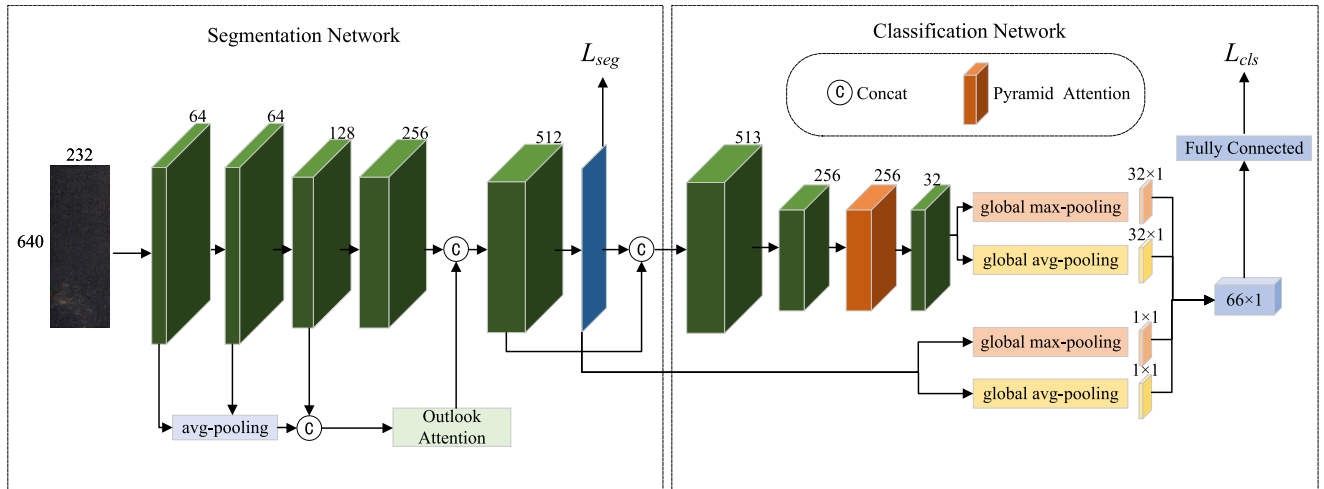 Segmentation Network
Classification Network
L_seg
L_cls
C Concat
Pyramid Attention
64
64
128
256
512
513
256
256
32
232
640
C
C
Fully Connected
32×1
global max-pooling
32×1
global avg-pooling
66×1
1×1
global max-pooling
1×1
global avg-pooling
avg-pooling
C
Outlook
Attention